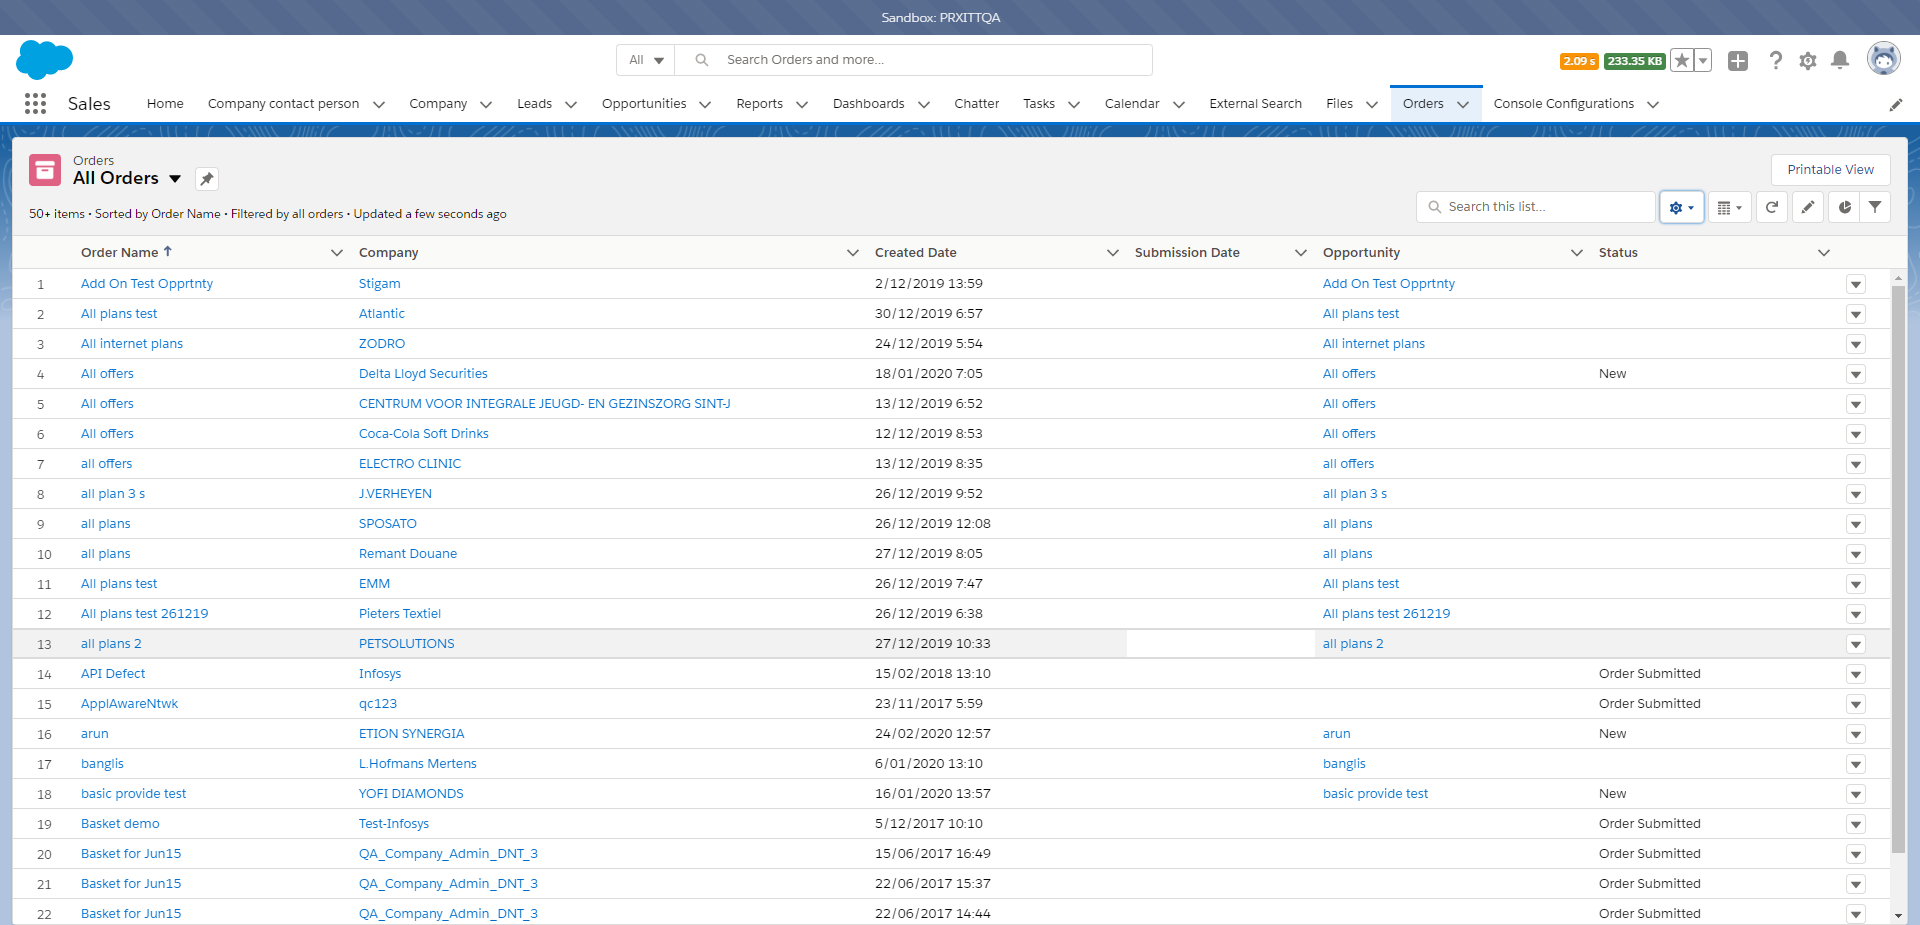 Sandbox: PRXITTQA
All Search Orders and more... 2.09 s 233.35 KB
Sales Home Company contact person Company Leads Opportunities Reports Dashboards Chatter Tasks Calendar External Search Files Orders Console Configurations
Orders
All Orders
Printable View
50+ items • Sorted by Order Name • Filtered by all orders • Updated a few seconds ago
Search this list...
Order Name Company Created Date Submission Date Opportunity Status
1 Add On Test Opprtnty Stigam 2/12/2019 13:59 Add On Test Opprtnty
2 All plans test Atlantic 30/12/2019 6:57 All plans test
3 All internet plans ZODRO 24/12/2019 5:54 All internet plans
4 All offers Delta Lloyd Securities 18/01/2020 7:05 All offers New
5 All offers CENTRUM VOOR INTEGRALE JEUGD- EN GEZINSZORG SINT-J 13/12/2019 6:52 All offers
6 All offers Coca-Cola Soft Drinks 12/12/2019 8:53 All offers
7 all offers ELECTRO CLINIC 13/12/2019 8:35 all offers
8 all plan 3 s J.VERHEYEN 26/12/2019 9:52 all plan 3 s
9 all plans SPOSATO 26/12/2019 12:08 all plans
10 all plans Remant Douane 27/12/2019 8:05 all plans
11 All plans test EMM 26/12/2019 7:47 All plans test
12 All plans test 261219 Pieters Textiel 26/12/2019 6:38 All plans test 261219
13 all plans 2 PETSOLUTIONS 27/12/2019 10:33 all plans 2
14 API Defect Infosys 15/02/2018 13:10 Order Submitted
15 ApplAwareNtwk qc123 23/11/2017 5:59 Order Submitted
16 arun ETION SYNERGIA 24/02/2020 12:57 arun New
17 banglis L.Hofmans Mertens 6/01/2020 13:10 banglis
18 basic provide test YOFI DIAMONDS 16/01/2020 13:57 basic provide test New
19 Basket demo Test-Infosys 5/12/2017 10:10 Order Submitted
20 Basket for Jun15 QA_Company_Admin_DNT_3 15/06/2017 16:49 Order Submitted
21 Basket for Jun15 QA_Company_Admin_DNT_3 22/06/2017 15:37 Order Submitted
22 Basket for Jun15 QA_Company_Admin_DNT_3 22/06/2017 14:44 Order Submitted